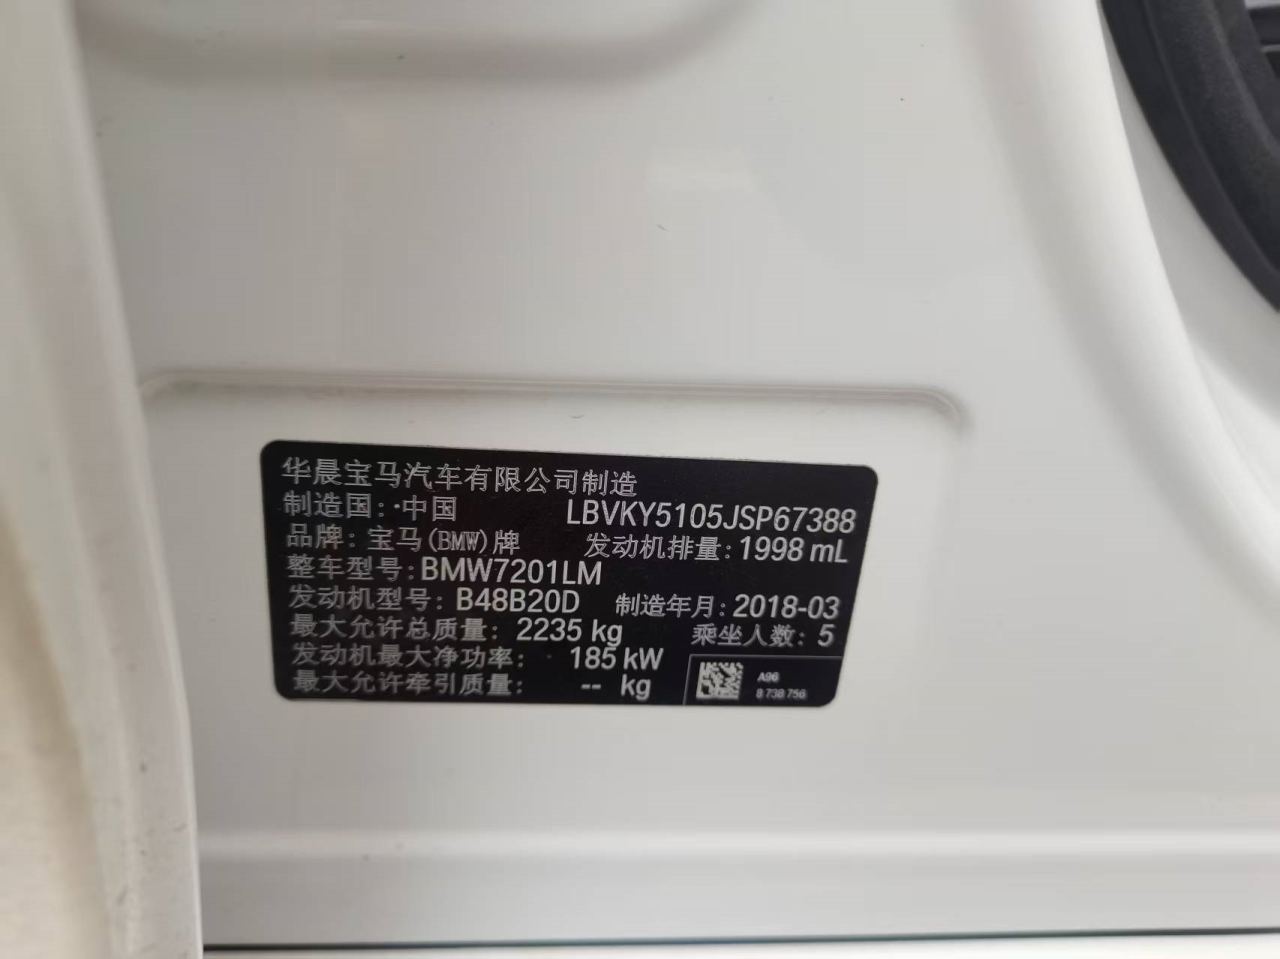 华晨宝马汽车有限公司制造
制造国:·中国 LBVKY5105JSP67388
品牌:宝马(BMW)牌 发动机排量:1998 mL
整车型号:BMW7201LM
发动机型号:B48B20D 制造年月:2018-03
最大允许总质量:2235 kg 乘坐人数:5
发动机最大净功率: 185 kW
最大允许牵引质量: -- kg
A96
8 738 756